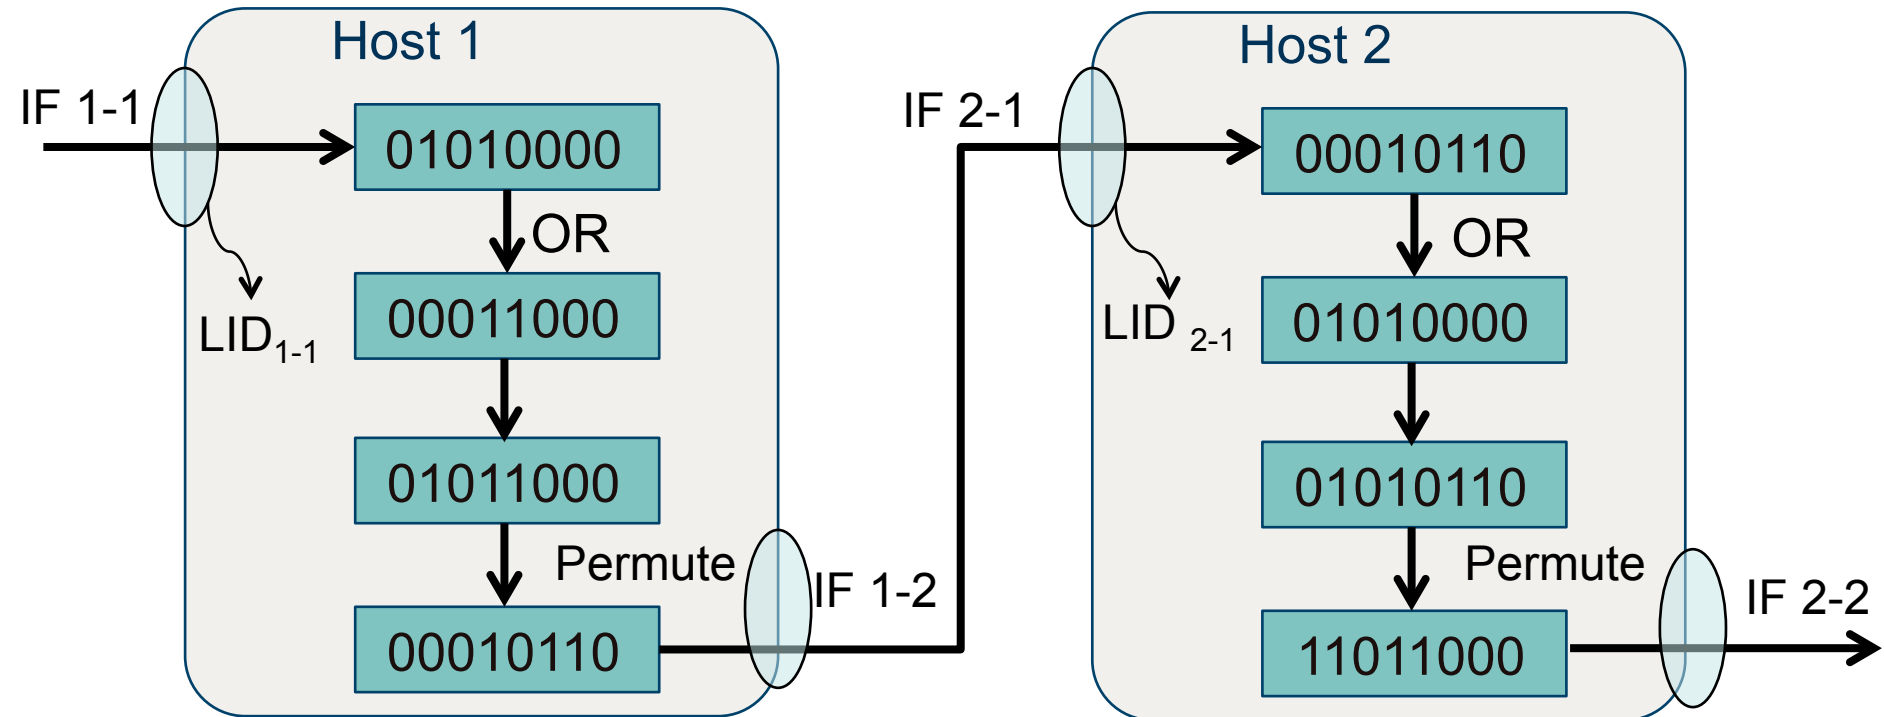 Host 1
IF 1-1
01010000
OR
00011000
LID1-1
01011000
Permute
IF 1-2
00010110
Host 2
IF 2-1
00010110
OR
01010000
LID 2-1
01010110
Permute
IF 2-2
11011000